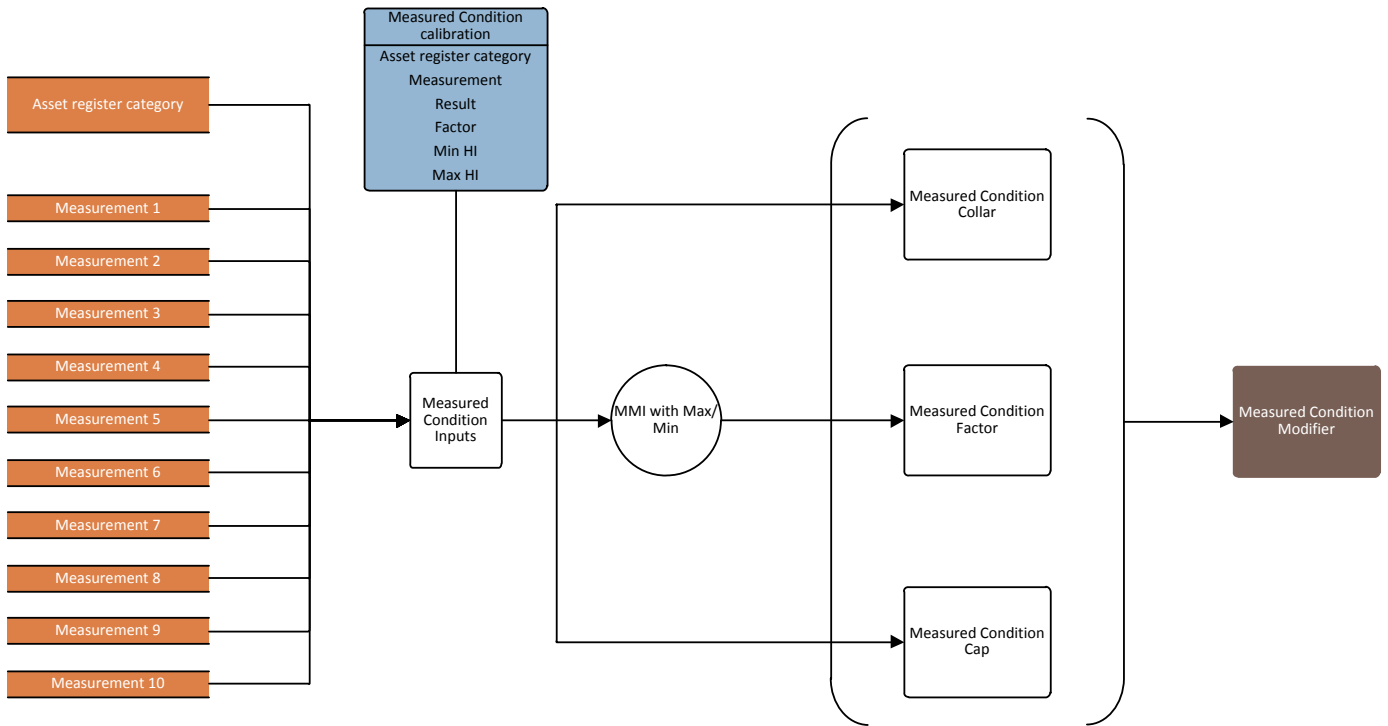 Measured Condition
calibration
Asset register category
Measurement
Result
Factor
Min HI
Max HI
Asset register category
Measurement 1
Measurement 2
Measurement 3
Measurement 4
Measurement 5
Measurement 6
Measurement 7
Measurement 8
Measurement 9
Measurement 10
Measured
Condition
Inputs
MMI with Max/
Min
Measured Condition
Collar
Measured Condition
Factor
Measured Condition
Cap
Measured Condition
Modifier